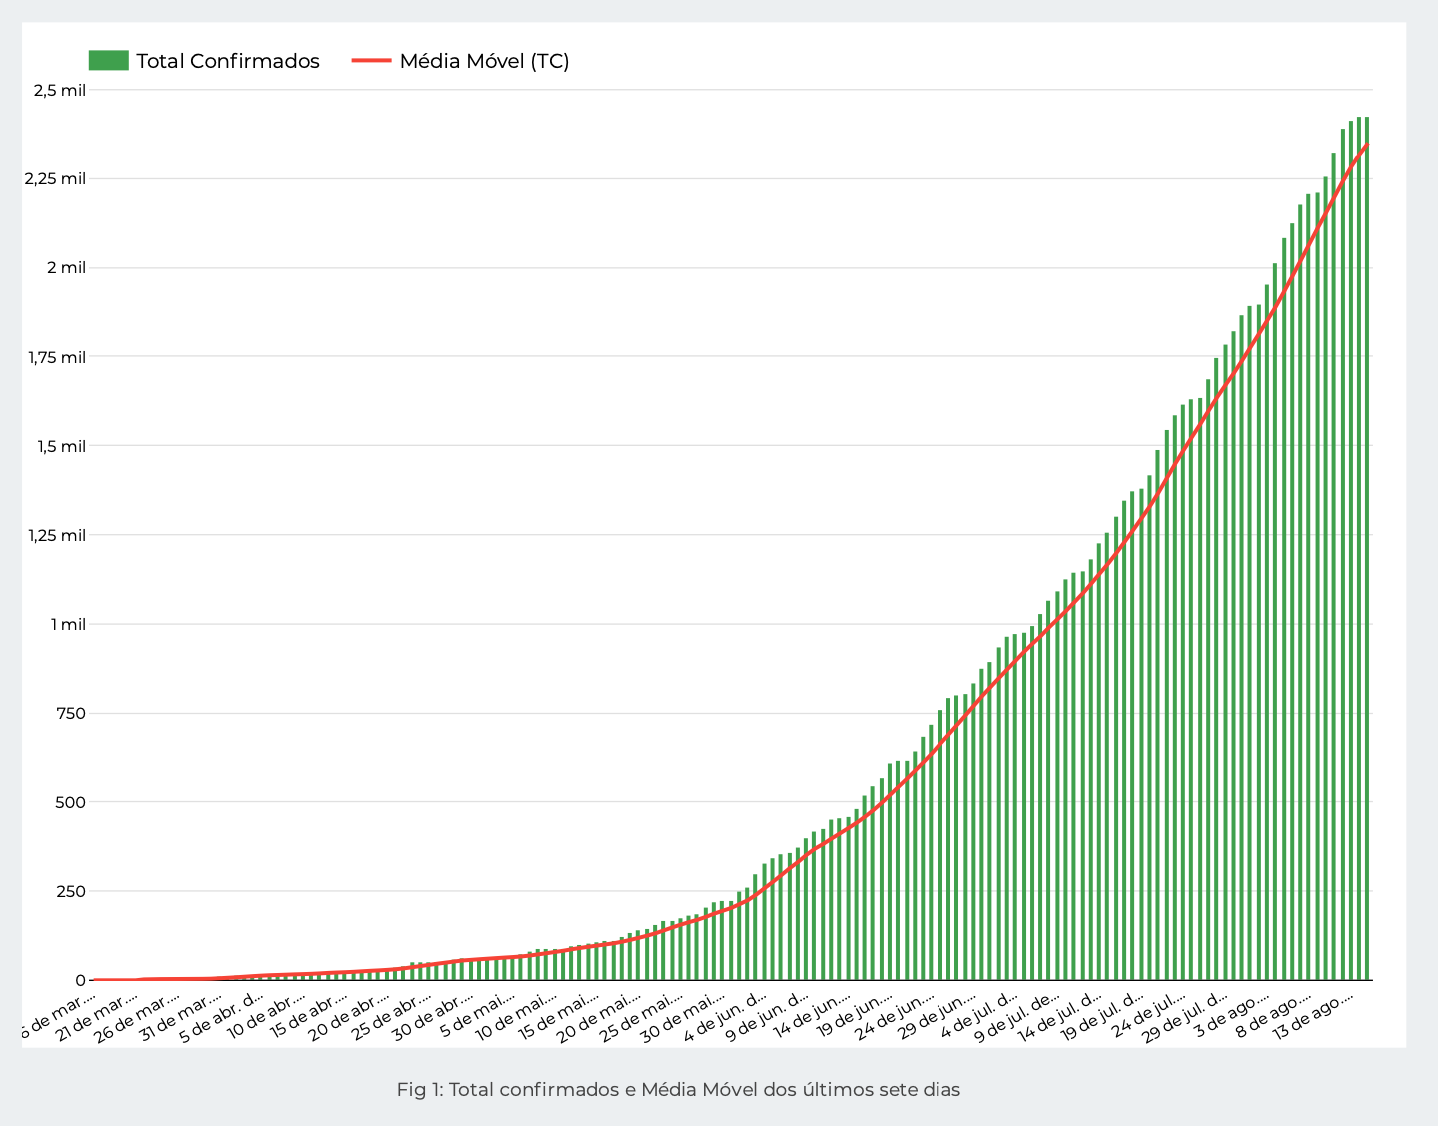 Total Confirmados Média Móvel (TC)
2,5 mil
2,25 mil
2 mil
1,75 mil
1,5 mil
1,25 mil
1 mil
750
500
250
0
de mar...
21 de mar...
26 de mar...
31 de mar...
5 de abr. d...
10 de abr...
15 de abr...
20 de abr...
25 de abr...
30 de abr...
5 de mai...
10 de mai...
15 de mai...
20 de mai...
25 de mai...
30 de mai...
4 de jun. d...
9 de jun. d...
14 de jun...
19 de jun...
24 de jun...
29 de jun...
4 de jul. d...
9 de jul. de...
14 de jul. d...
19 de jul. d...
24 de jul...
29 de jul. d...
3 de ago...
8 de ago...
13 de ago...
Fig 1: Total confirmados e Média Móvel dos últimos sete dias